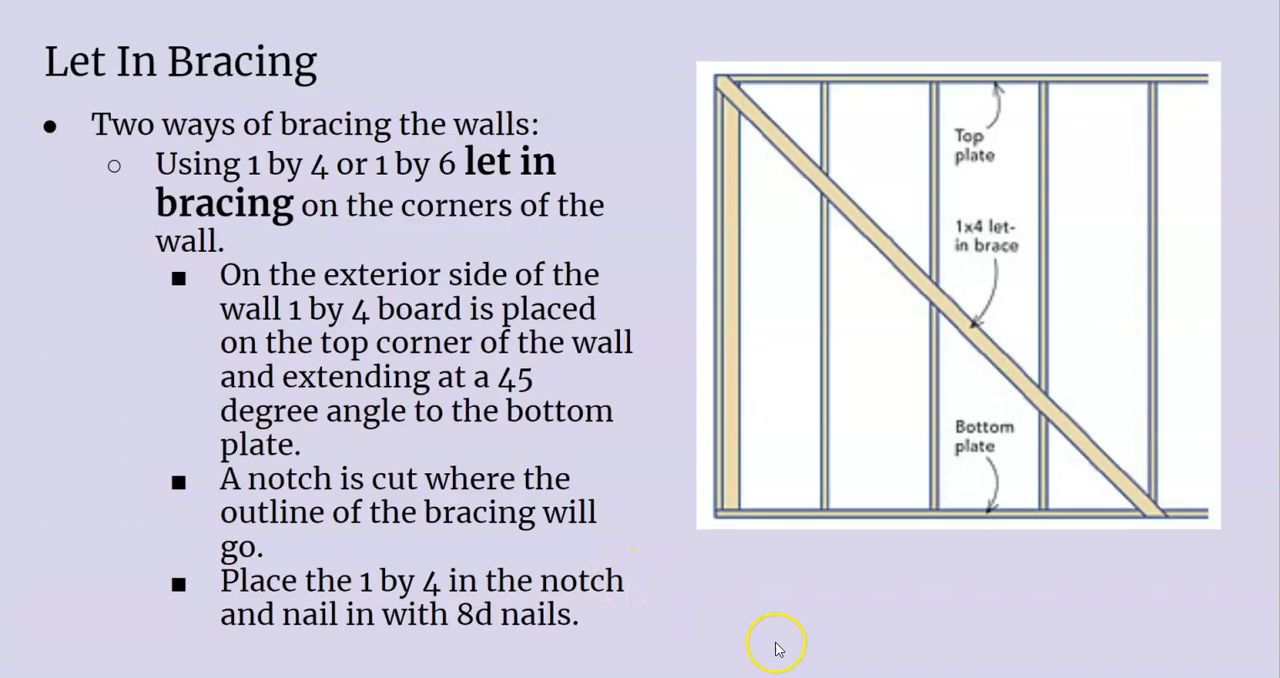 Let In Bracing
● Two ways of bracing the walls:
○ Using 1 by 4 or 1 by 6 let in
bracing on the corners of the
wall.
■ On the exterior side of the
wall 1 by 4 board is placed
on the top corner of the wall
and extending at a 45
degree angle to the bottom
plate.
■ A notch is cut where the
outline of the bracing will
go.
■ Place the 1 by 4 in the notch
and nail in with 8d nails.
Top
plate
1x4 let-
in brace
Bottom
plate